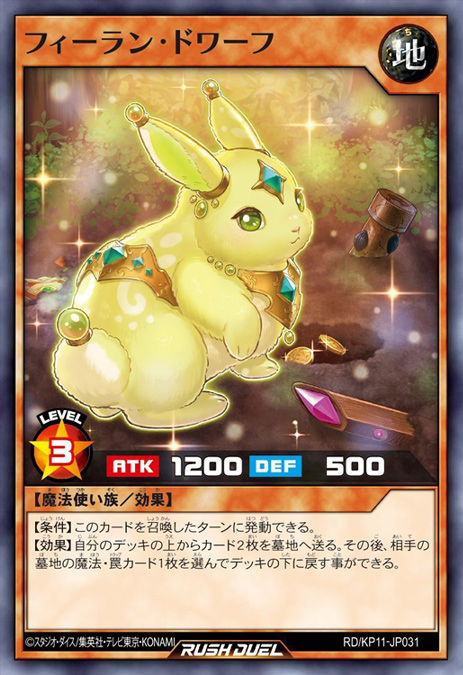 フィーラン・ドワーフ
地
LEVEL
3
ATK 1200 DEF 500
【魔法使い族／効果】
【条件】このカードを召喚したターンに発動できる。
【効果】自分のデッキの上からカード2枚を墓地へ送る。その後、相手の
墓地の魔法・罠カード1枚を選んでデッキの下に戻す事ができる。
©スタジオ・ダイス/集英社・テレビ東京・KONAMI
RUSH DUEL
RD/KP11-JP031